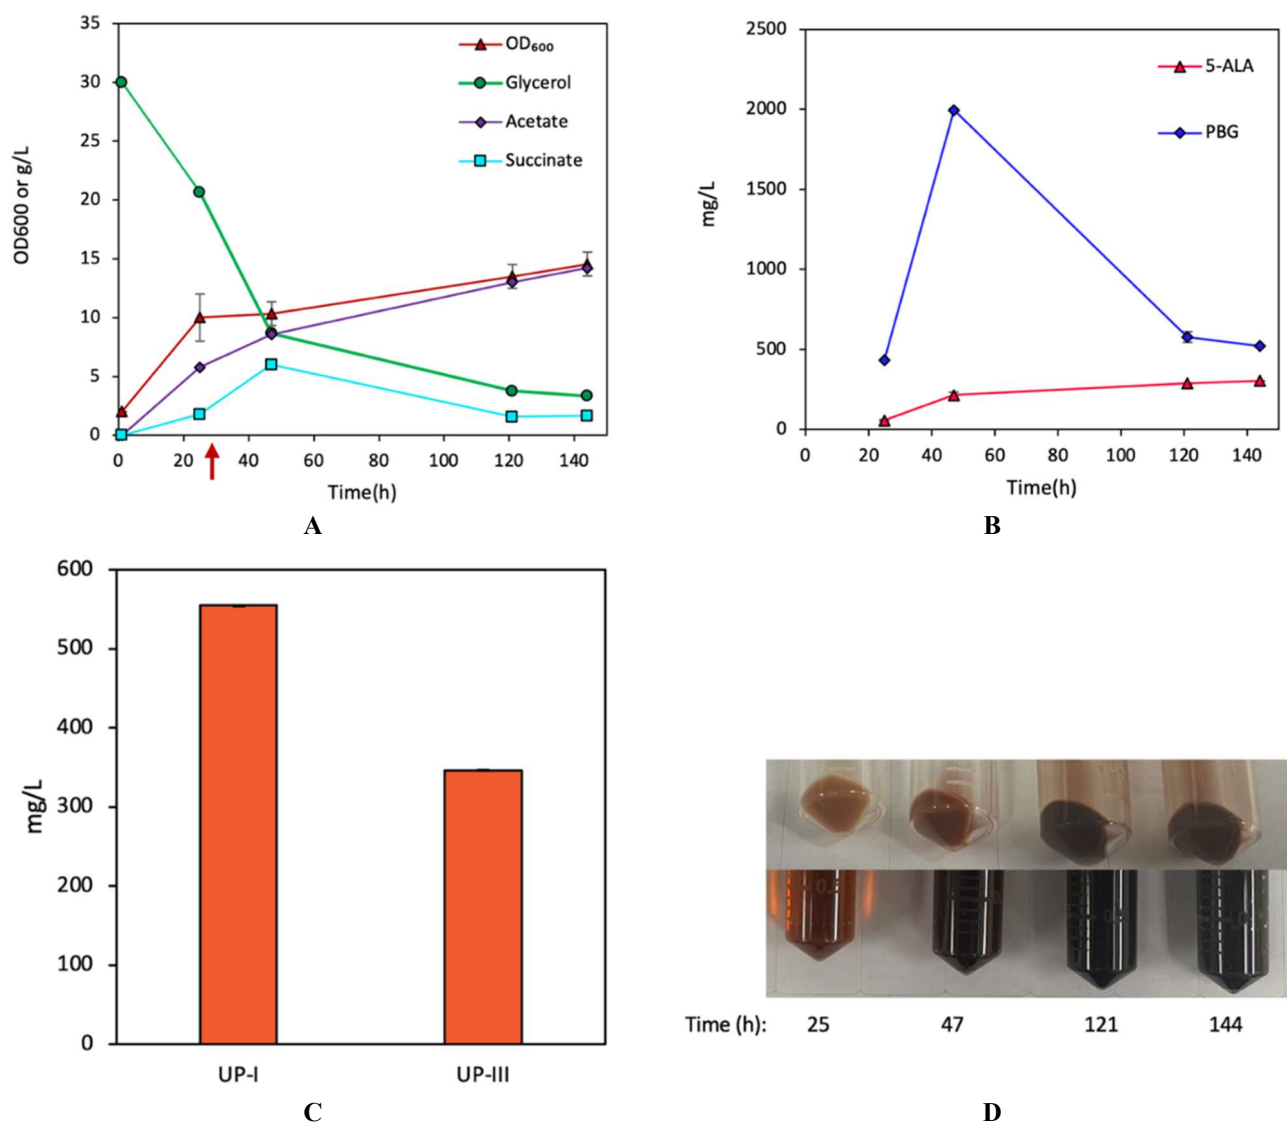 35
30
25
20
15
10
5
0
OD600 or g/L
OD₆₀₀
Glycerol
Acetate
Succinate
0 20 40 60 80 100 120 140
Time(h)
A
2500
2000
1500
1000
500
0
mg/L
5-ALA
PBG
0 20 40 60 80 100 120 140
Time(h)
B
600
500
400
300
200
100
0
mg/L
UP-I UP-III
C
Time (h): 25 47 121 144
D